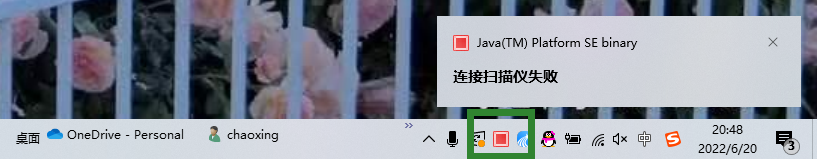 Java(TM) Platform SE binary
连接扫描仪失败
桌面
OneDrive - Personal
chaoxing
中
20:48
2022/6/20
3